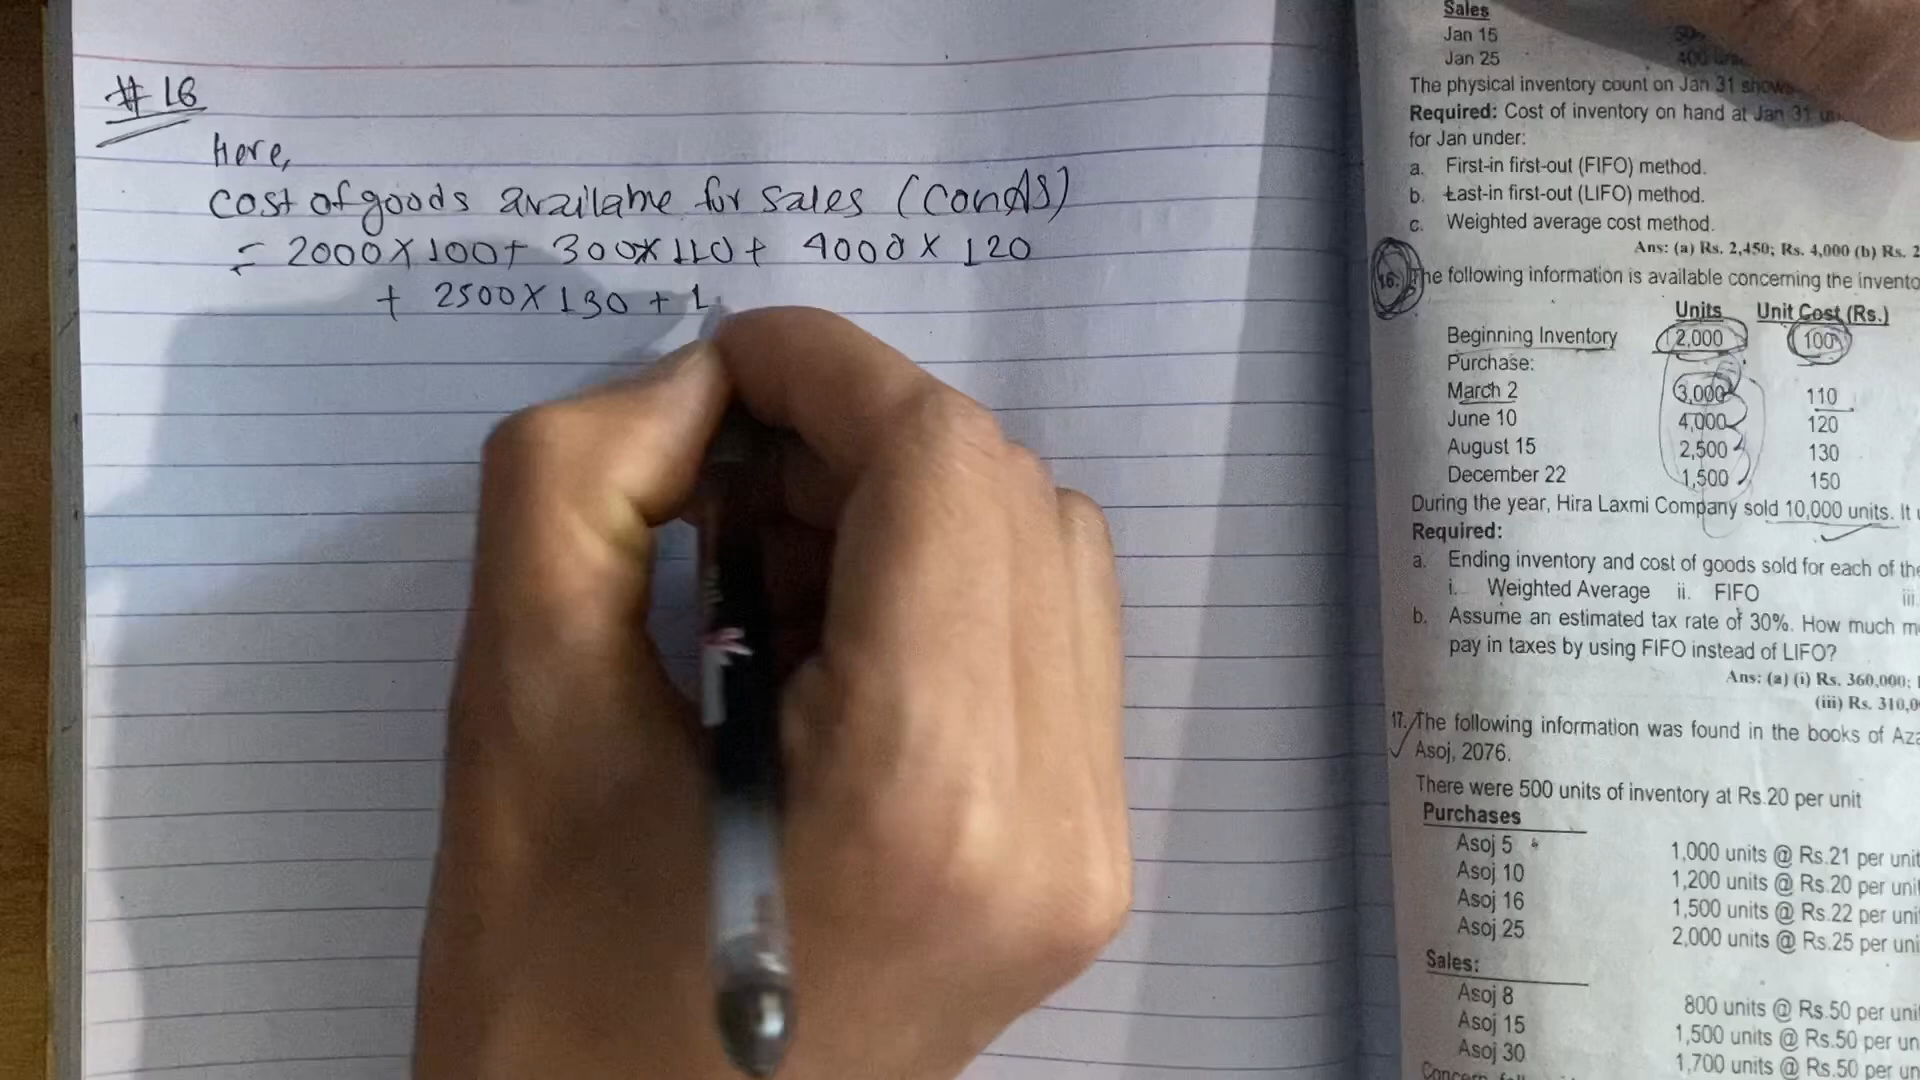 # 16
Here,
cost of goods available for sales (COGAS)
= 2000 X 100 + 300 X 110 + 4000 X 120
+ 2500 X 130 + 1
Sales
Jan 15
Jan 25
The physical inventory count on Jan 31 shows
Required: Cost of inventory on hand at Jan 31
for Jan under:
a. First-in first-out (FIFO) method.
b. Last-in first-out (LIFO) method.
c. Weighted average cost method.
Ans: (a) Rs. 2,450; Rs. 4,000 (b) Rs. 2
16. The following information is available concerning the invento
Units Unit Cost (Rs.)
Beginning Inventory 2,000 100
Purchase:
March 2 3,000 110
June 10 4,000 120
August 15 2,500 130
December 22 1,500 150
During the year, Hira Laxmi Company sold 10,000 units. It
Required:
a. Ending inventory and cost of goods sold for each of the
i. Weighted Average ii. FIFO iii
b. Assume an estimated tax rate of 30%. How much m
pay in taxes by using FIFO instead of LIFO?
Ans: (a) (i) Rs. 360,000;
(iii) Rs. 310,0
17. The following information was found in the books of Aza
Asoj, 2076.
There were 500 units of inventory at Rs.20 per unit
Purchases
Asoj 5 1,000 units @ Rs.21 per unit
Asoj 10 1,200 units @ Rs.20 per unit
Asoj 16 1,500 units @ Rs.22 per unit
Asoj 25 2,000 units @ Rs.25 per uni
Sales:
Asoj 8 800 units @ Rs.50 per uni
Asoj 15 1,500 units @ Rs.50 per un
Asoj 30 1,700 units @ Rs.50 per un